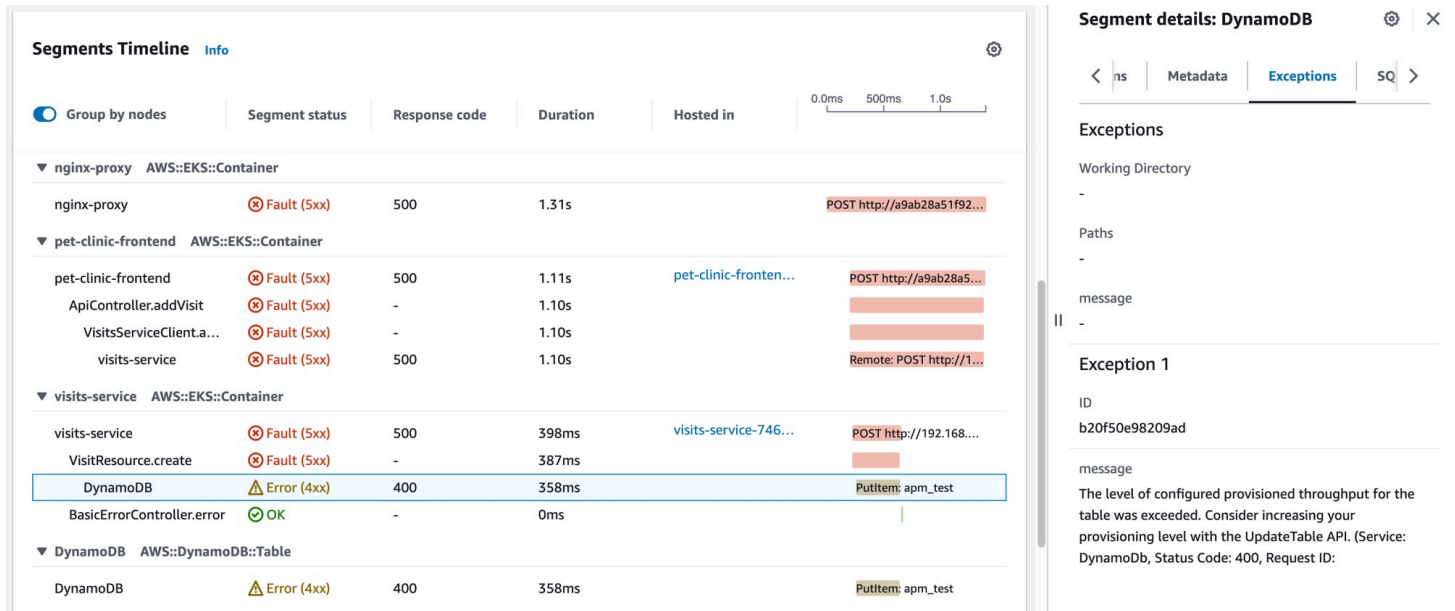 Segments Timeline Info
Group by nodes Segment status Response code Duration Hosted in 0.0ms 500ms 1.0s
nginx-proxy AWS::EKS::Container
nginx-proxy Fault (5xx) 500 1.31s POST http://a9ab28a51f92...
pet-clinic-frontend AWS::EKS::Container
pet-clinic-frontend Fault (5xx) 500 1.11s pet-clinic-fronten... POST http://a9ab28a5...
ApiController.addVisit Fault (5xx) - 1.10s
VisitsServiceClient.a... Fault (5xx) - 1.10s
visits-service Fault (5xx) 500 1.10s Remote: POST http://1...
visits-service AWS::EKS::Container
visits-service Fault (5xx) 500 398ms visits-service-746... POST http://192.168....
VisitResource.create Fault (5xx) - 387ms
DynamoDB Error (4xx) 400 358ms PutItem: apm_test
BasicErrorController.error OK - 0ms
DynamoDB AWS::DynamoDB::Table
DynamoDB Error (4xx) 400 358ms PutItem: apm_test
Segment details: DynamoDB
ns Metadata Exceptions SQ
Exceptions
Working Directory
-
Paths
-
message
-
Exception 1
ID
b20f50e98209ad
message
The level of configured provisioned throughput for the
table was exceeded. Consider increasing your
provisioning level with the UpdateTable API. (Service:
DynamoDb, Status Code: 400, Request ID: